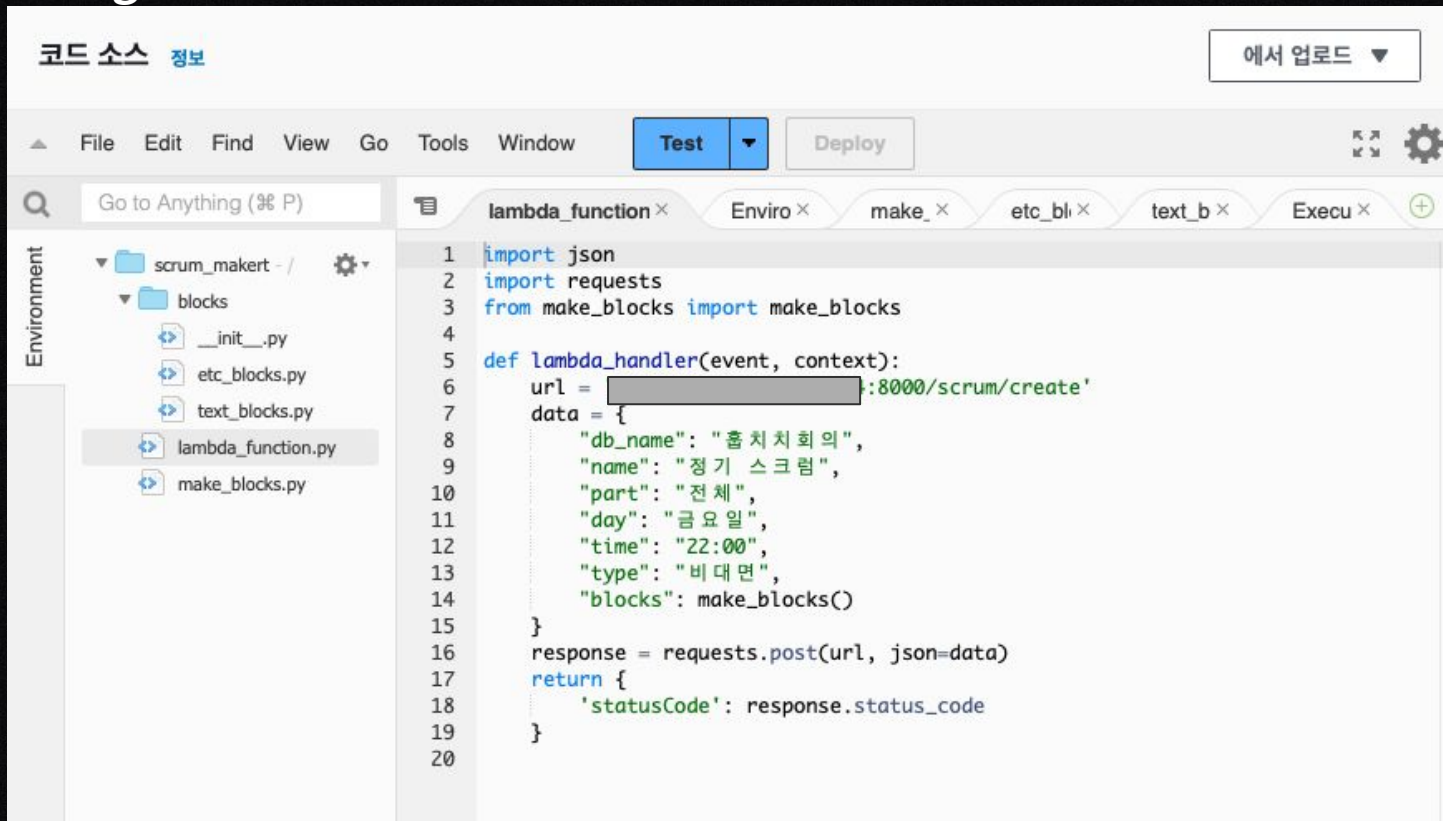 코드 소스 정보
에서 업로드 ▼
File Edit Find View Go Tools Window Test Deploy
Go to Anything (⌘ P)
lambda_function × Enviro × make_ × etc_bl × text_b × Execu ×
Environment
scrum_makert - /
blocks
__init__.py
etc_blocks.py
text_blocks.py
lambda_function.py
make_blocks.py
1 import json
2 import requests
3 from make_blocks import make_blocks
4
5 def lambda_handler(event, context):
6 url = :8000/scrum/create'
7 data = {
8 "db_name": "훕치치회의",
9 "name": "정기 스크럼",
10 "part": "전체",
11 "day": "금요일",
12 "time": "22:00",
13 "type": "비대면",
14 "blocks": make_blocks()
15 }
16 response = requests.post(url, json=data)
17 return {
18 'statusCode': response.status_code
19 }
20